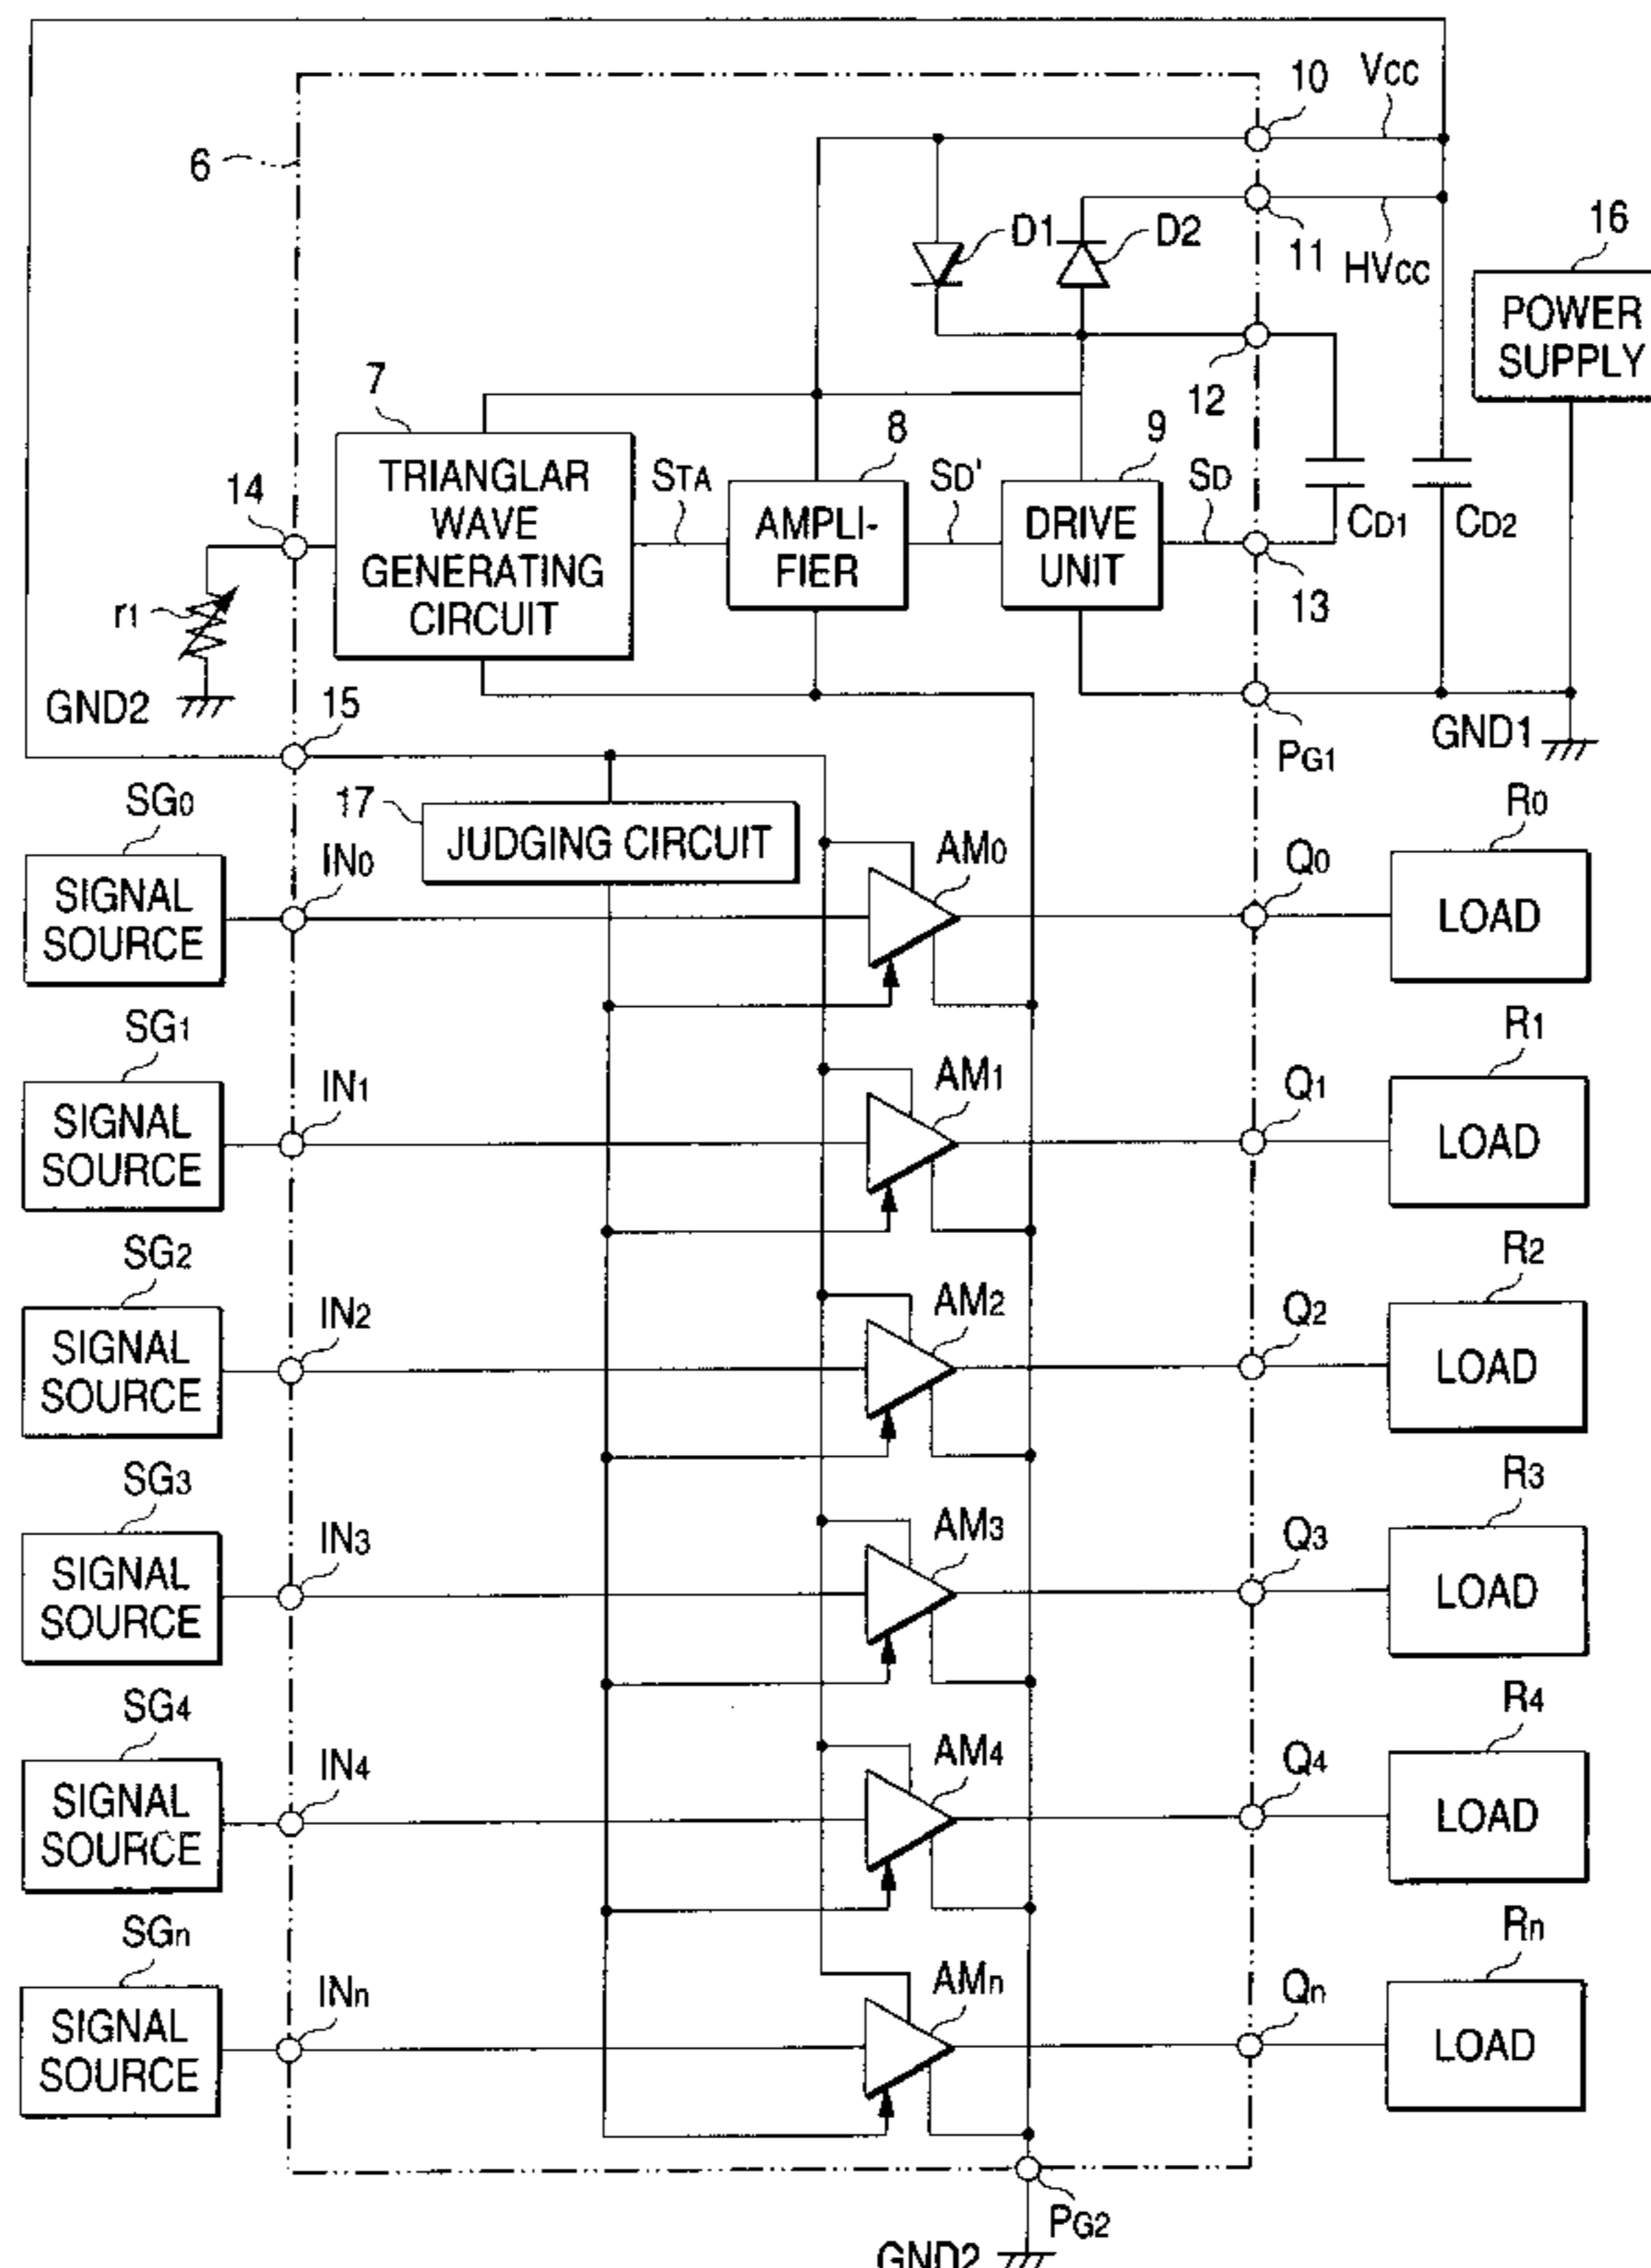 10
Vcc
6
D1
D2
11
HVcc
16
POWER
SUPPLY
7
12
8
9
14
TRIANGLAR
WAVE
GENERATING
CIRCUIT
STA
AMPLI-
FIER
SD'
DRIVE
UNIT
SD
CD1
CD2
13
r1
GND2
15
PG1
GND1
SG0
17
JUDGING CIRCUIT
R0
IN0
AM0
Q0
SIGNAL
SOURCE
LOAD
SG1
R1
IN1
AM1
Q1
SIGNAL
SOURCE
LOAD
SG2
R2
IN2
AM2
Q2
SIGNAL
SOURCE
LOAD
SG3
R3
IN3
AM3
Q3
SIGNAL
SOURCE
LOAD
SG4
R4
IN4
AM4
Q4
SIGNAL
SOURCE
LOAD
SGn
Rn
INn
AMn
Qn
SIGNAL
SOURCE
LOAD
PG2
GND2